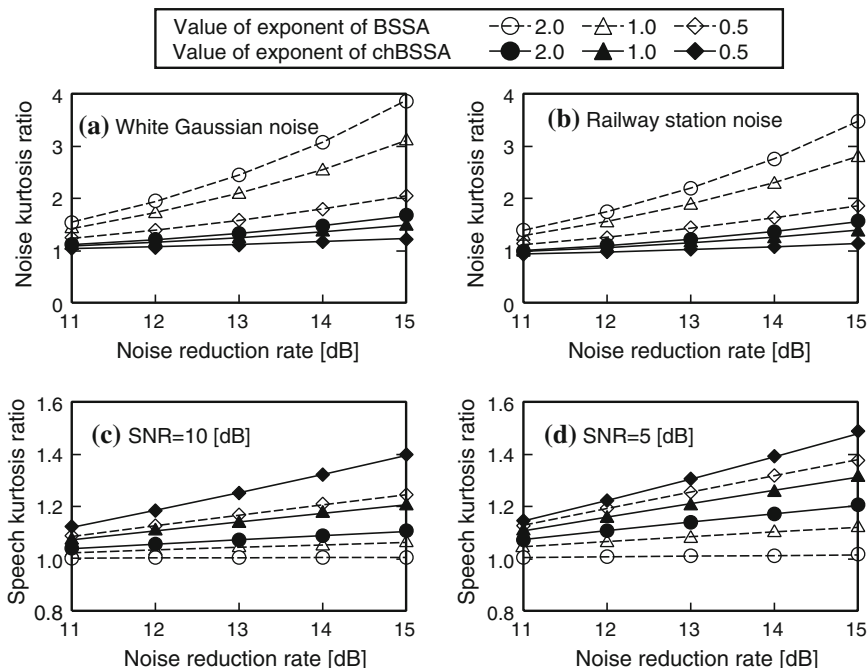 Value of exponent of BSSA 2.0 1.0 0.5
Value of exponent of chBSSA 2.0 1.0 0.5
(a) White Gaussian noise
Noise kurtosis ratio
4
3
2
1
0
11 12 13 14 15
Noise reduction rate [dB]
(b) Railway station noise
Noise kurtosis ratio
4
3
2
1
0
11 12 13 14 15
Noise reduction rate [dB]
(c) SNR=10 [dB]
Speech kurtosis ratio
1.6
1.4
1.2
1.0
0.8
11 12 13 14 15
Noise reduction rate [dB]
(d) SNR=5 [dB]
Speech kurtosis ratio
1.6
1.4
1.2
1.0
0.8
11 12 13 14 15
Noise reduction rate [dB]